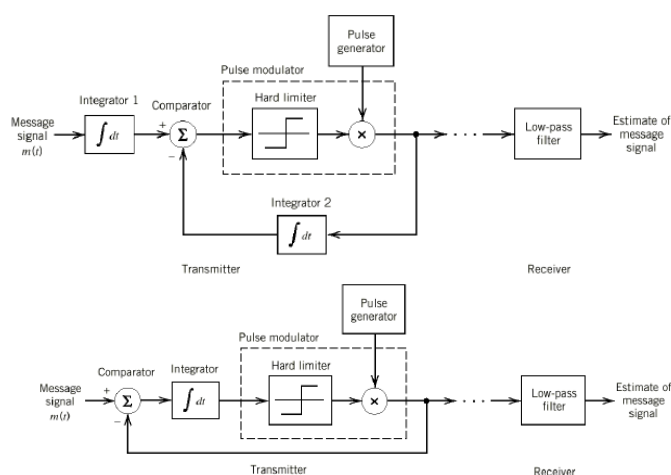 Pulse
generator
Pulse modulator
Integrator 1
Comparator
Hard limiter
Message
signal
m(t)
∫ dt
+
Σ
−
×
Low-pass
filter
Estimate of
message
signal
Integrator 2
∫ dt
Transmitter
Receiver
Pulse
generator
Pulse modulator
Comparator
Integrator
Hard limiter
Message
signal
m(t)
+
Σ
−
∫ dt
×
Low-pass
filter
Estimate of
message
signal
Transmitter
Receiver